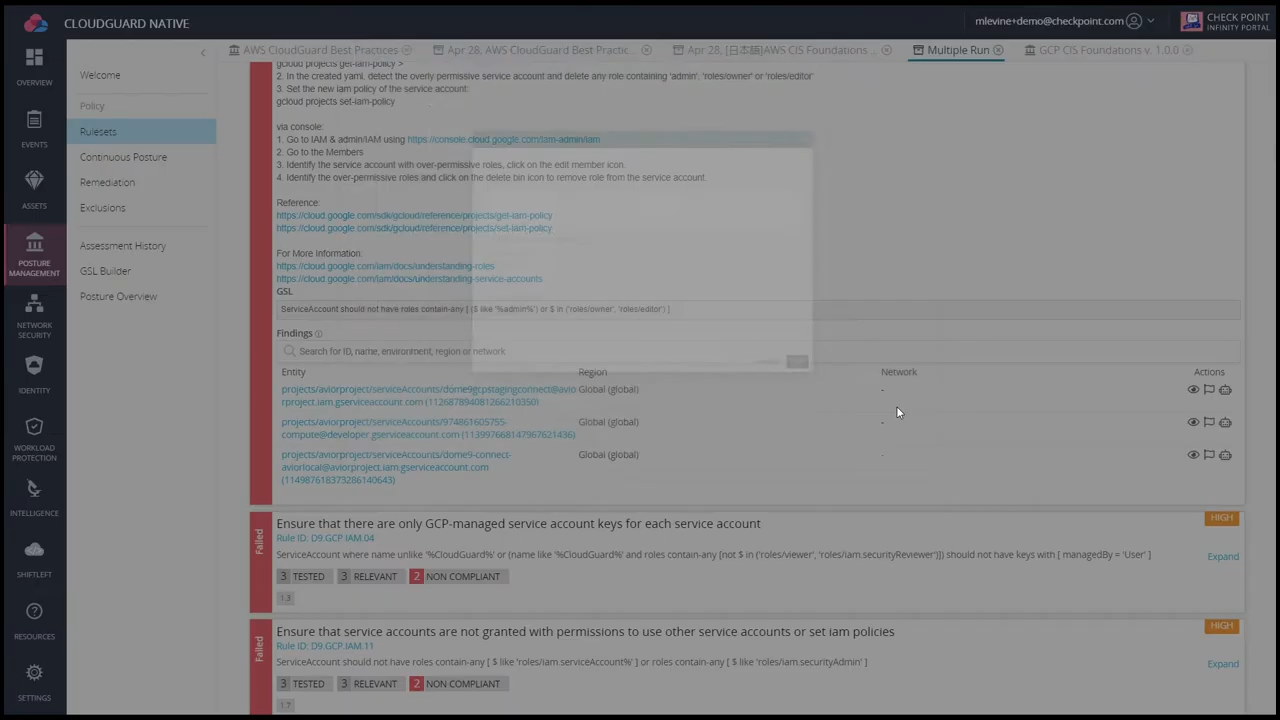 CLOUDGUARD NATIVE
mlevine+demo@checkpoint.com
CHECK POINT
INFINITY PORTAL
OVERVIEW
EVENTS
ASSETS
POSTURE
MANAGEMENT
NETWORK
SECURITY
IDENTITY
WORKLOAD
PROTECTION
INTELLIGENCE
SHIFTLEFT
RESOURCES
SETTINGS
Welcome
Policy
Rulesets
Continuous Posture
Remediation
Exclusions
Assessment History
GSL Builder
Posture Overview
AWS CloudGuard Best Practices
Apr 28, AWS CloudGuard Best Practic...
Apr 28, [日本語]AWS CIS Foundations ...
Multiple Run
GCP CIS Foundations v. 1.0.0
gcloud projects get-iam-policy >
2. In the created yaml, detect the overly permissive service account and delete any role containing 'admin'. 'roles/owner' or 'roles/editor'
3. Set the new iam policy of the service account:
gcloud projects set-iam-policy
via console:
1. Go to IAM & admin/IAM using https://console.cloud.google.com/iam-admin/iam
2. Go to the Members
3. Identify the service account with over-permissive roles, click on the edit member icon.
4. Identify the over-permissive roles and click on the delete bin icon to remove role from the service account.
Reference:
https://cloud.google.com/sdk/gcloud/reference/projects/get-iam-policy
https://cloud.google.com/sdk/gcloud/reference/projects/set-iam-policy
For More Information:
https://cloud.google.com/iam/docs/understanding-roles
https://cloud.google.com/iam/docs/understanding-service-accounts
GSL
ServiceAccount should not have roles contain-any [ ($ like '%admin%') or $ in ('roles/owner', 'roles/editor') ]
Findings
Search for ID, name, environment, region or network
Entity Region Network Actions
projects/aviorproject/serviceAccounts/dome9gcpstagingconnect@avio Global (global) -
rproject.iam.gserviceaccount.com (112687894081266210350)
projects/aviorproject/serviceAccounts/974861605755- Global (global) -
compute@developer.gserviceaccount.com (113997668147967621436)
projects/aviorproject/serviceAccounts/dome9-connect- Global (global) -
aviorlocal@aviorproject.iam.gserviceaccount.com
(114987618373286140643)
Failed
Ensure that there are only GCP-managed service account keys for each service account
HIGH
Rule ID: D9.GCP.IAM.04
ServiceAccount where name unlike '%CloudGuard%' or (name like '%CloudGuard%' and roles contain-any [not $ in ('roles/viewer', 'roles/iam.securityReviewer')]) should not have keys with [ managedBy = 'User' ]
Expand
3 TESTED 3 RELEVANT 2 NON COMPLIANT
1.3
Failed
Ensure that service accounts are not granted with permissions to use other service accounts or set iam policies
HIGH
Rule ID: D9.GCP.IAM.11
ServiceAccount should not have roles contain-any [ $ like 'roles/iam.serviceAccount%' ] or roles contain-any [ $ like 'roles/iam.securityAdmin' ]
Expand
3 TESTED 3 RELEVANT 2 NON COMPLIANT
1.7